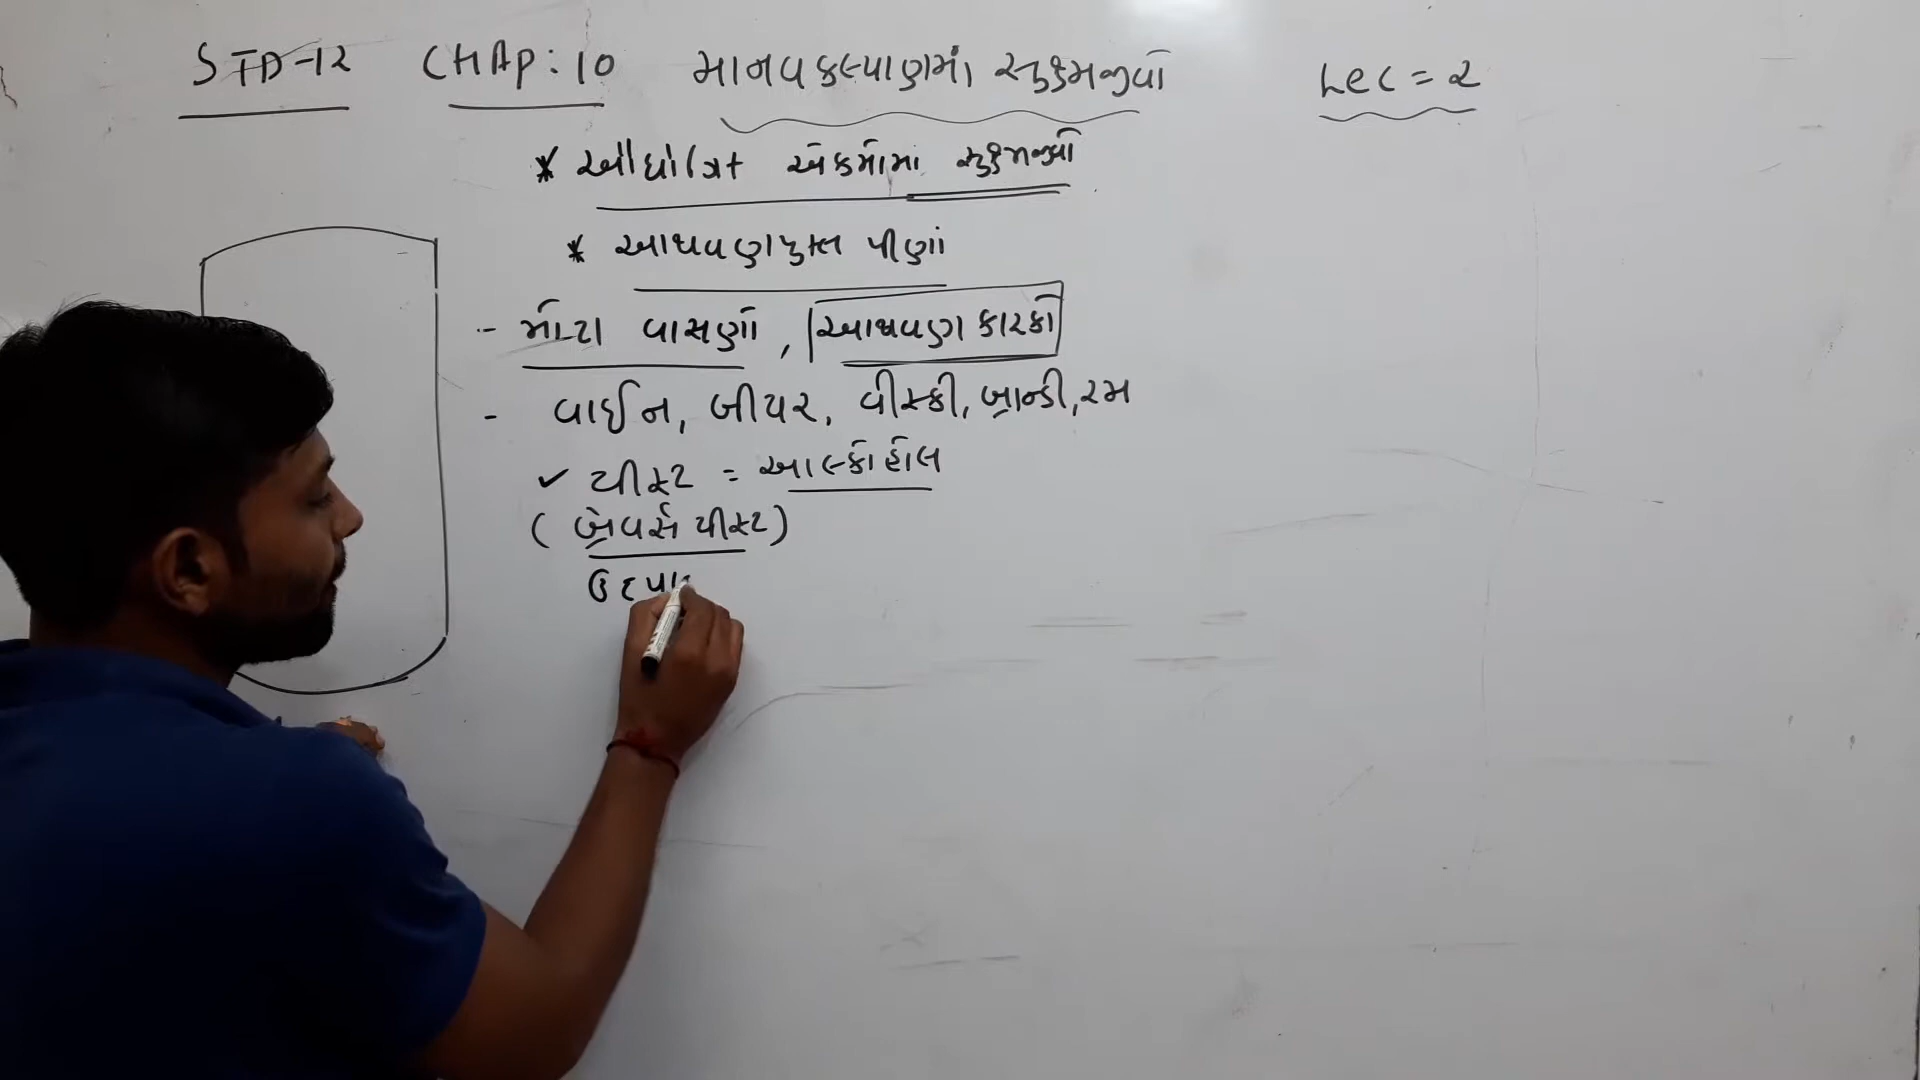 STD-12 CHAP: 10 માનવકલ્યાણમાં સુક્ષ્મજીવો Lec = 2
* ઔધોગિક એકમોમાં સુક્ષ્મજીવો
* આથવણયુક્ત પીણાં
- મોટા વાસણો, આથવણ કારકો
- વાઈન, બીયર, વીસ્કી, બ્રાન્ડી, રમ
✓ યીસ્ટ = આલ્કોહોલ
(બ્રેવર્સ યીસ્ટ)